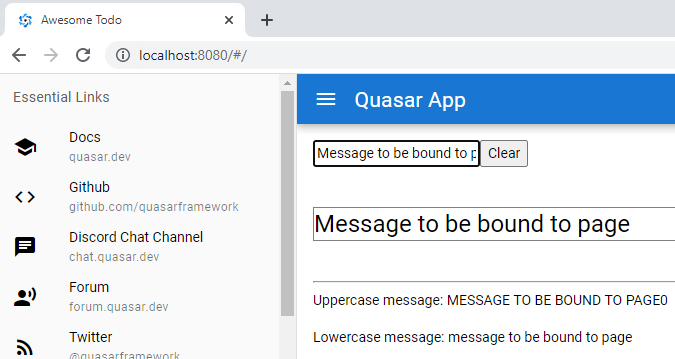 Awesome Todo
localhost:8080/#/
Essential Links
Docs
quasar.dev
Github
github.com/quasarframework
Discord Chat Channel
chat.quasar.dev
Forum
forum.quasar.dev
Twitter
@quasarframework
Quasar App
Message to be bound to p Clear
Message to be bound to page
Uppercase message: MESSAGE TO BE BOUND TO PAGE0
Lowercase message: message to be bound to page